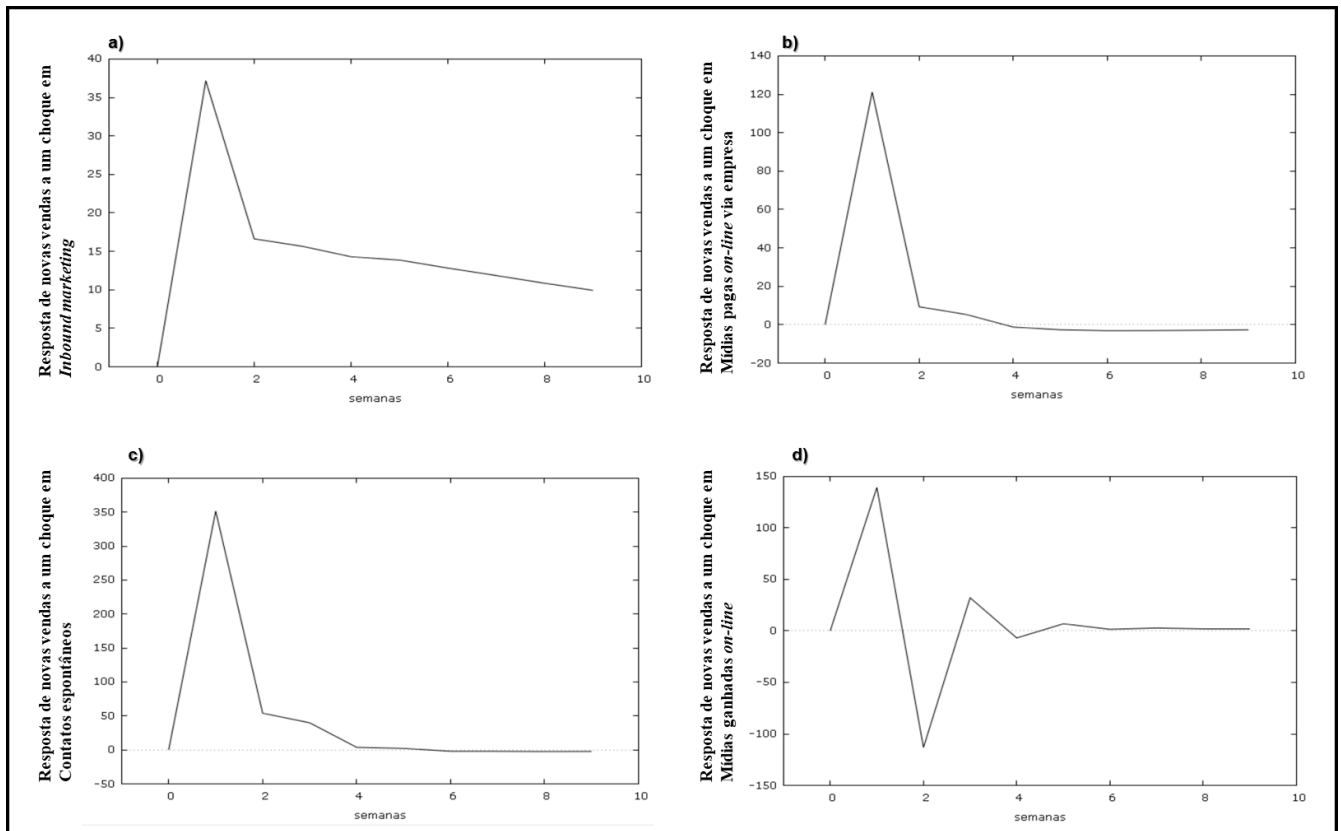 a)
Resposta de novas vendas a um choque em
Inbound marketing
40
35
30
25
20
15
10
5
0
0 2 4 6 8 10
semanas
b)
Resposta de novas vendas a um choque em
Mídias pagas on-line via empresa
140
120
100
80
60
40
20
0
-20
0 2 4 6 8 10
semanas
c)
Resposta de novas vendas a um choque em
Contatos espontâneos
400
350
300
250
200
150
100
50
0
-50
0 2 4 6 8 10
semanas
d)
Resposta de novas vendas a um choque em
Mídias ganhadas on-line
150
100
50
0
-50
-100
-150
0 2 4 6 8 10
semanas